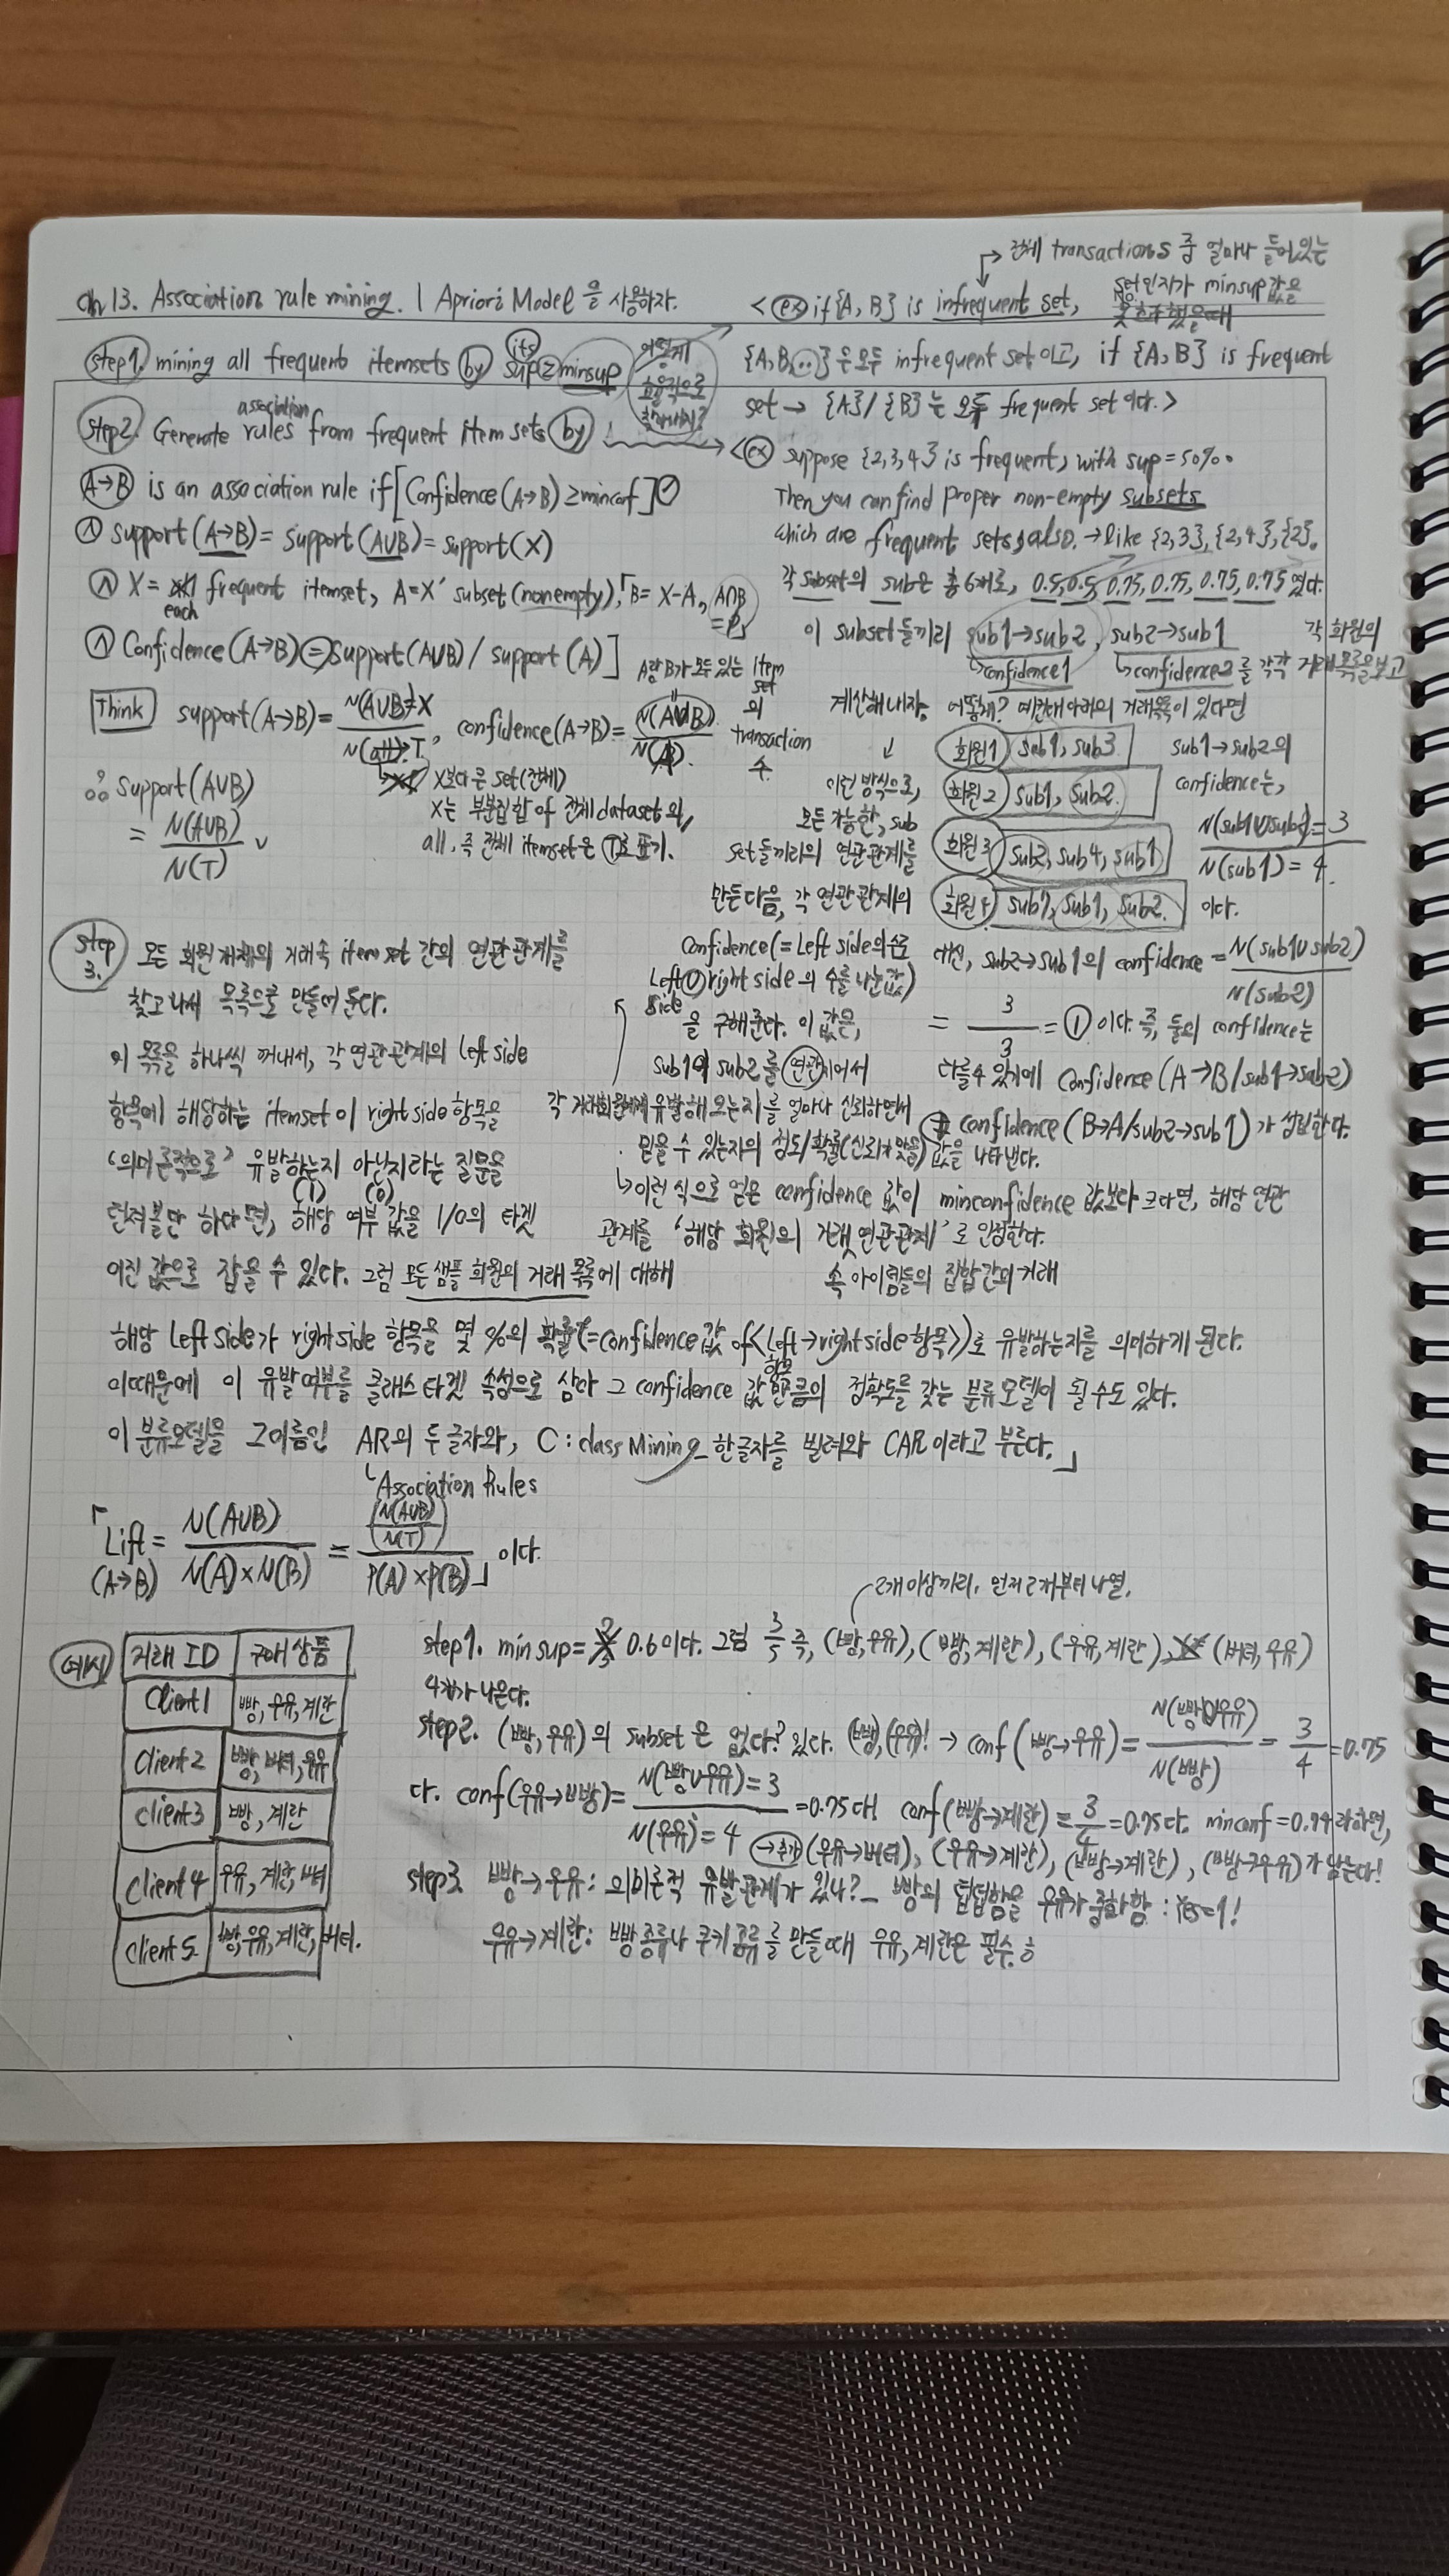 ch 13. Association rule mining. | Apriori Model 을 사용하자.
step1. mining all frequent itemsets by its sup≥minsup
어떻게 효율적으로 찾아내지?
step2. Generate association rules from frequent item sets by
A→B is an association rule if [Confidence(A→B) ≥ minconf]
∧ support(A→B) = support(A∪B) = support(X)
∧ X = each frequent itemset, A=X' subset (nonempty), 「B = X-A, A∩B
∧ Confidence(A→B) = support(A∪B) / support(A) ]
Think support(A→B) = N(A∪B)=X / N(all)=T, confidence(A→B) = N(A∪B) / N(A).
A랑 B가 모두 있는 item set 의 transaction 수
X보다 큰 set(전체)
X는 부분집합 of 전체 dataset 의,
all, 즉 전체 itemset은 T로 표기.
∴ support(A∪B)
= N(A∪B) / N(T)
→ 전체 transactions 중 얼마나 들어있는
set인지가 minsup값을
<ex if {A, B} is infrequent set,
{A, B, ..} 은 모두 infrequent set 이고, if {A, B} is frequent
set → {A} / {B} 는 모두 frequent set 이다.>
<ex suppose {2,3,4} is frequent, with sup=50%.
Then you can find proper non-empty subsets
which are frequent sets, also. → like {2,3}, {2,4}, {2}.
각 subset의 sub는 총 6개로, 0.5, 0.5, 0.75, 0.75, 0.75, 0.75 였다.
이 subset 들끼리 sub1→sub2, sub2→sub1
confidence1 confidence2 를 각각
각 회원의 거래목록을보고
계산해내자. 어떻게? 예컨대 아래의 거래목록이 있다면
회원1 sub1, sub3
회원2 sub1, sub2
회원3 sub2, sub4, sub1
회원4 sub7, sub1, sub2
sub1→sub2의
confidence는,
N(sub1∪sub2)=3 / N(sub1)=4
이다.
이런 방식으로,
모든 가능한, sub
set 들끼리의 연관관계를
만든다음, 각 연관 관계의
confidence(=Left side의수로
Left∪right side의 수를 나눈값)
을 구해준다. 이 값은,
sub1이 sub2를 연관지어서
각 거래회원에게 유발해 오는지를 얼마나 신뢰하면서
믿을 수 있는지의 정도/확률 값을 나타낸다.
대신, sub2→sub1의 confidence = N(sub1∪sub2) / N(sub2)
= 3 / 3 = 1 이다. 즉, 둘의 confidence는
다를수 있기에 confidence(A→B/sub1→sub2)
≠ confidence(B→A/sub2→sub1)가 성립한다.
↳이런 식으로 얻은 confidence 값이 minconfidence 값보다 크다면, 해당 연관
관계를 '해당 회원의 거래 연관관계' 로 인정한다.
속 아이템들의 집합 간의 거래
step 3. 모든 회원 개체의 거래속 item set 간의 연관 관계를
찾고나서 목록으로 만들어 둔다.
이 목록을 하나씩 꺼내서, 각 연관관계의 Left side
항목에 해당하는 itemset 이 right side 항목을
'의미론적으로' 유발하는지 아닌지라는 질문을
(1) (0)
던져볼만 하다면, 해당 여부 값을 1/0의 타겟
이진 값으로 잡을 수 있다. 그럼 모든 샘플 회원의 거래 목록에 대해
해당 Left side가 right side 항목을 몇 %의 확률(=confidence값 of <Left→right side 항목>)로 유발하는지를 의미하게 된다.
이때문에 이 유발여부를 클래스 타겟 속성으로 삼아 그 confidence 값만큼의 정확도를 갖는 분류 모델이 될 수도 있다.
이 분류모델을 그이름인 AR의 두 글자와, C : class Mining 한글자를 빌려와 CAR 이라고 부른다.」
↳Association Rules
「Lift(A→B) = N(A∪B) / N(A)×N(B) = (N(A∪B) / N(T)) / P(A)×P(B)」 이다.
예시
거래 ID 구매 상품
client1 빵, 우유, 계란
client2 빵, 버터, 우유
client3 빵, 계란
client4 우유, 계란, 버터
client5 빵, 우유, 계란, 버터.
2개 이상끼리, 먼저 2개부터 나열.
step1. minsup = 0.6 이다. 그럼 3/5 즉, (빵,우유), (빵,계란), (우유,계란), (버터,우유)
4개가 나온다.
step2. (빵,우유) 의 subset 은 없다? 있다. (빵), (우유)! → conf(빵→우유) = N(빵∪우유) / N(빵) = 3/4 = 0.75
다. conf(우유→빵) = N(빵∪우유)=3 / N(우유)=4 = 0.75 다! conf(빵→계란) = 3/4 = 0.75다. minconf = 0.74 라하면,
→추가 (우유→버터), (우유→계란), (빵→계란), (빵→우유)가 남는다!
step3. 빵→우유: 의미론적 유발관계가 있나? _ 빵의 텁텁함을 우유가 중화함 : Yes=1!
우유→계란: 빵 종류나 쿠키 종류를 만들때 우유, 계란은 필수.